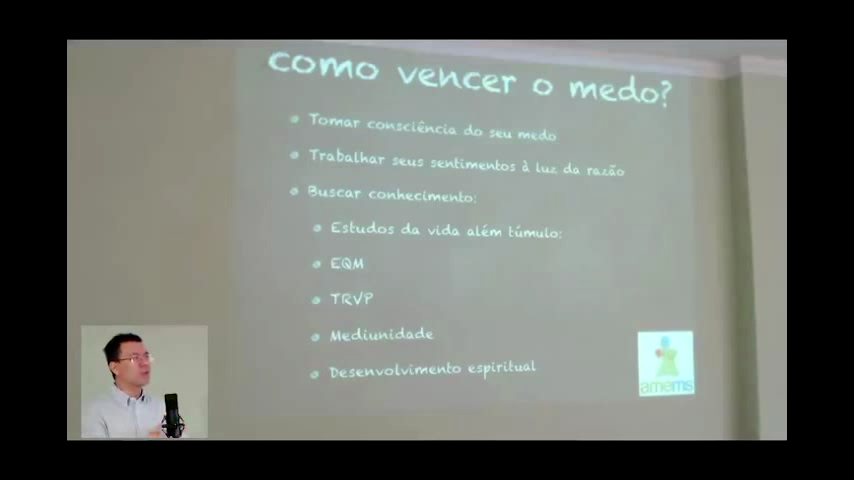 como vencer o medo?
Tomar consciência do seu medo
Trabalhar seus sentimentos à luz da razão
Buscar conhecimento:
Estudos da vida além túmulo:
EQM
TRVP
Mediunidade
Desenvolvimento espiritual
amems